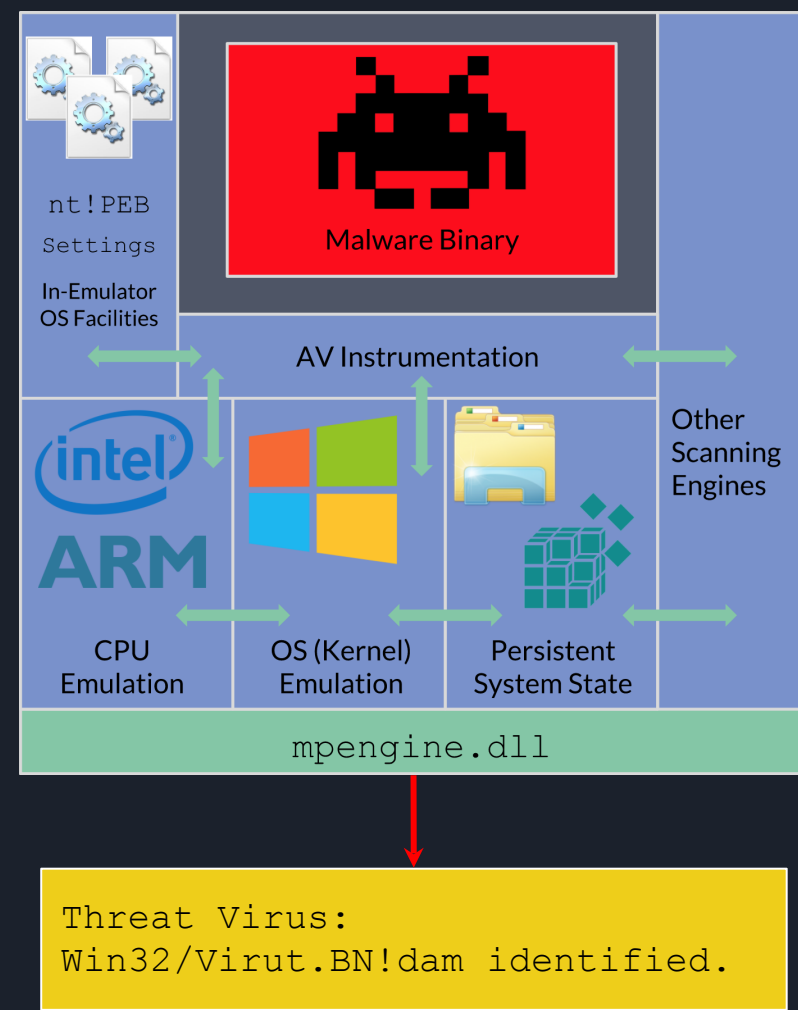 nt!PEB
Settings
In-Emulator
OS Facilities
Malware Binary
AV Instrumentation
Other
Scanning
Engines
intel®
ARM
CPU
Emulation
OS (Kernel)
Emulation
Persistent
System State
mpengine.dll
Threat Virus:
Win32/Virut.BN!dam identified.